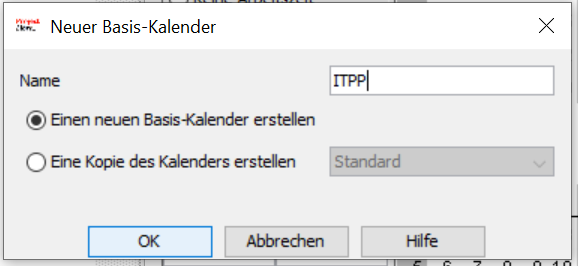 Neuer Basis-Kalender
Name
ITPP
Einen neuen Basis-Kalender erstellen
Eine Kopie des Kalenders erstellen
Standard
OK
Abbrechen
Hilfe